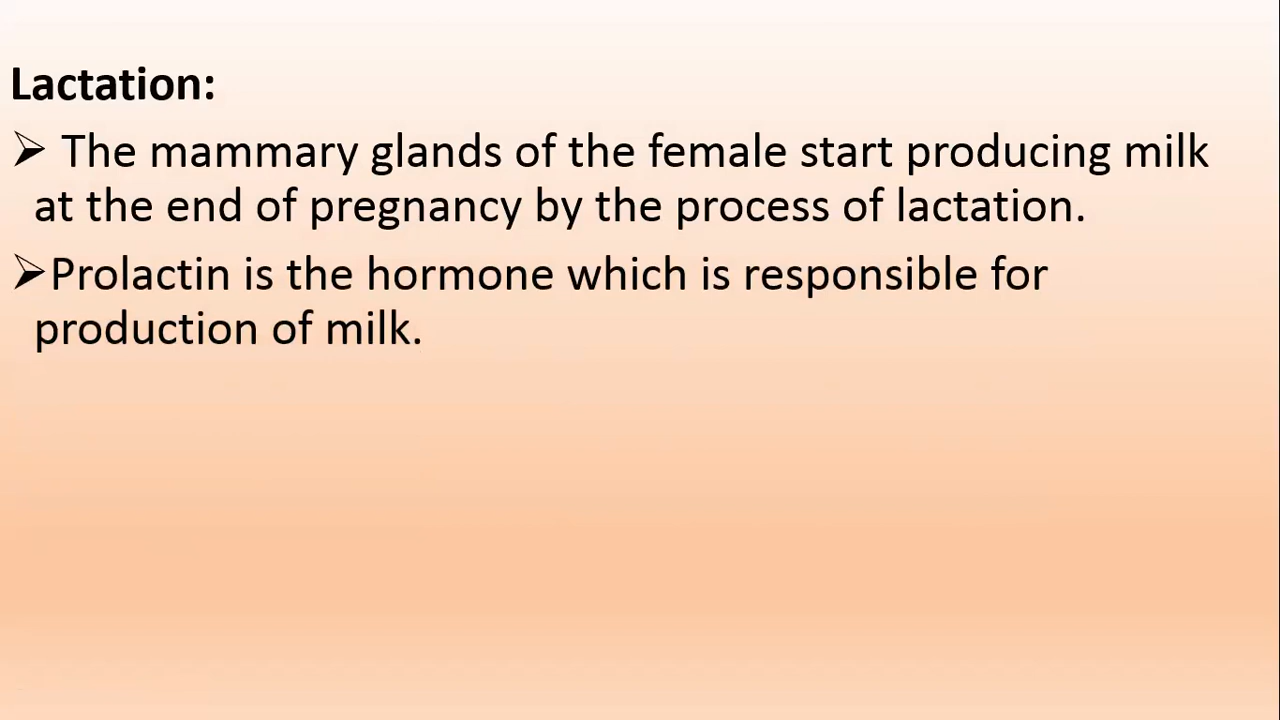 Lactation:
➢ The mammary glands of the female start producing milk
at the end of pregnancy by the process of lactation.
➢Prolactin is the hormone which is responsible for
production of milk.